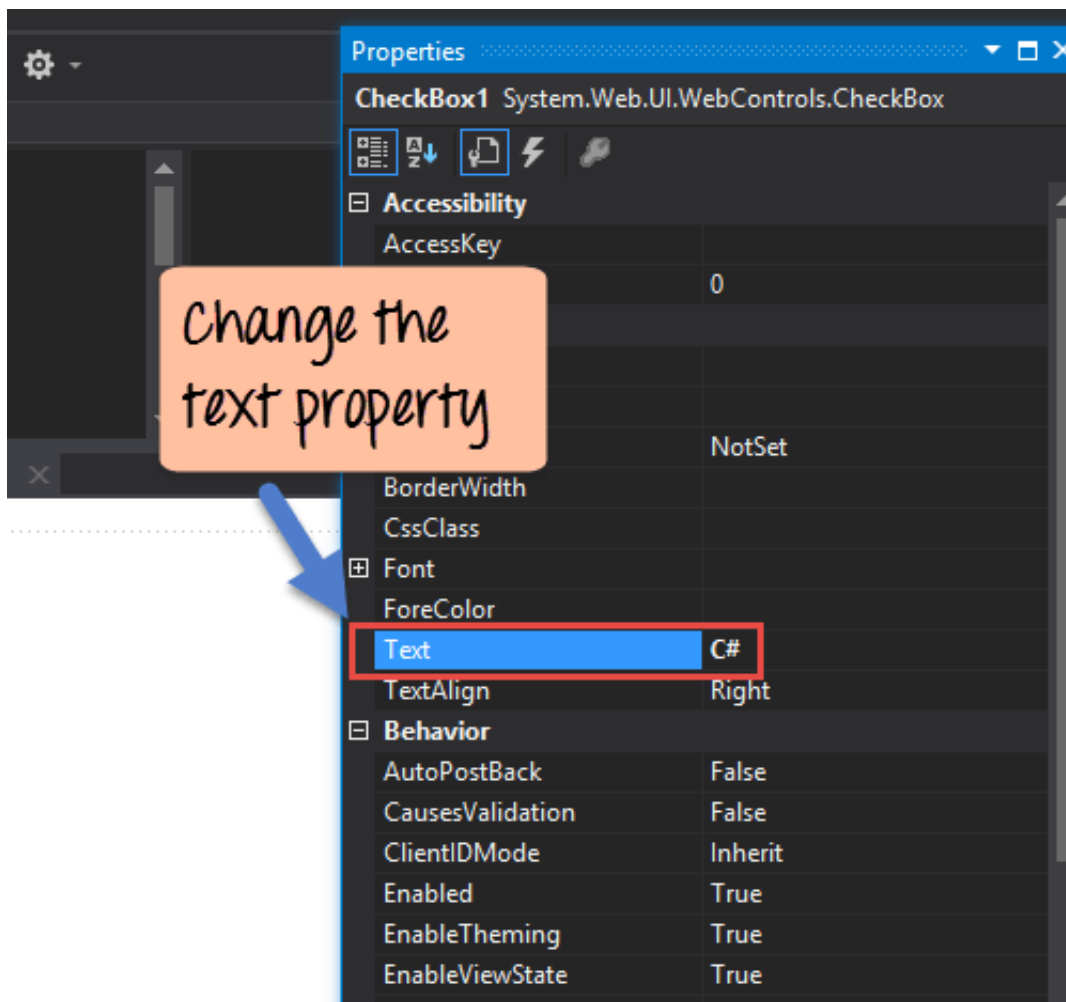 Properties
CheckBox1 System.Web.UI.WebControls.CheckBox
Accessibility
AccessKey
0
Change the
text property
NotSet
BorderWidth
CssClass
Font
ForeColor
Text C#
TextAlign Right
Behavior
AutoPostBack False
CausesValidation False
ClientIDMode Inherit
Enabled True
EnableTheming True
EnableViewState True